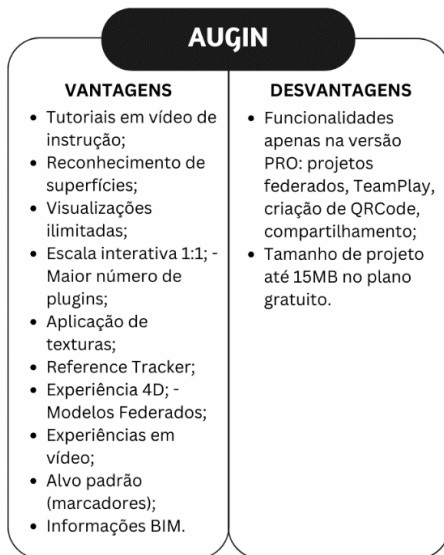 AUGIN
VANTAGENS
• Tutoriais em vídeo de
instrução;
• Reconhecimento de
superfícies;
• Visualizações
ilimitadas;
• Escala interativa 1:1; -
Maior número de
plugins;
• Aplicação de
texturas;
• Reference Tracker;
• Experiência 4D; -
Modelos Federados;
• Experiências em
vídeo;
• Alvo padrão
(marcadores);
• Informações BIM.
DESVANTAGENS
• Funcionalidades
apenas na versão
PRO: projetos
federados, TeamPlay,
criação de QRCode,
compartilhamento;
• Tamanho de projeto
até 15MB no plano
gratuito.